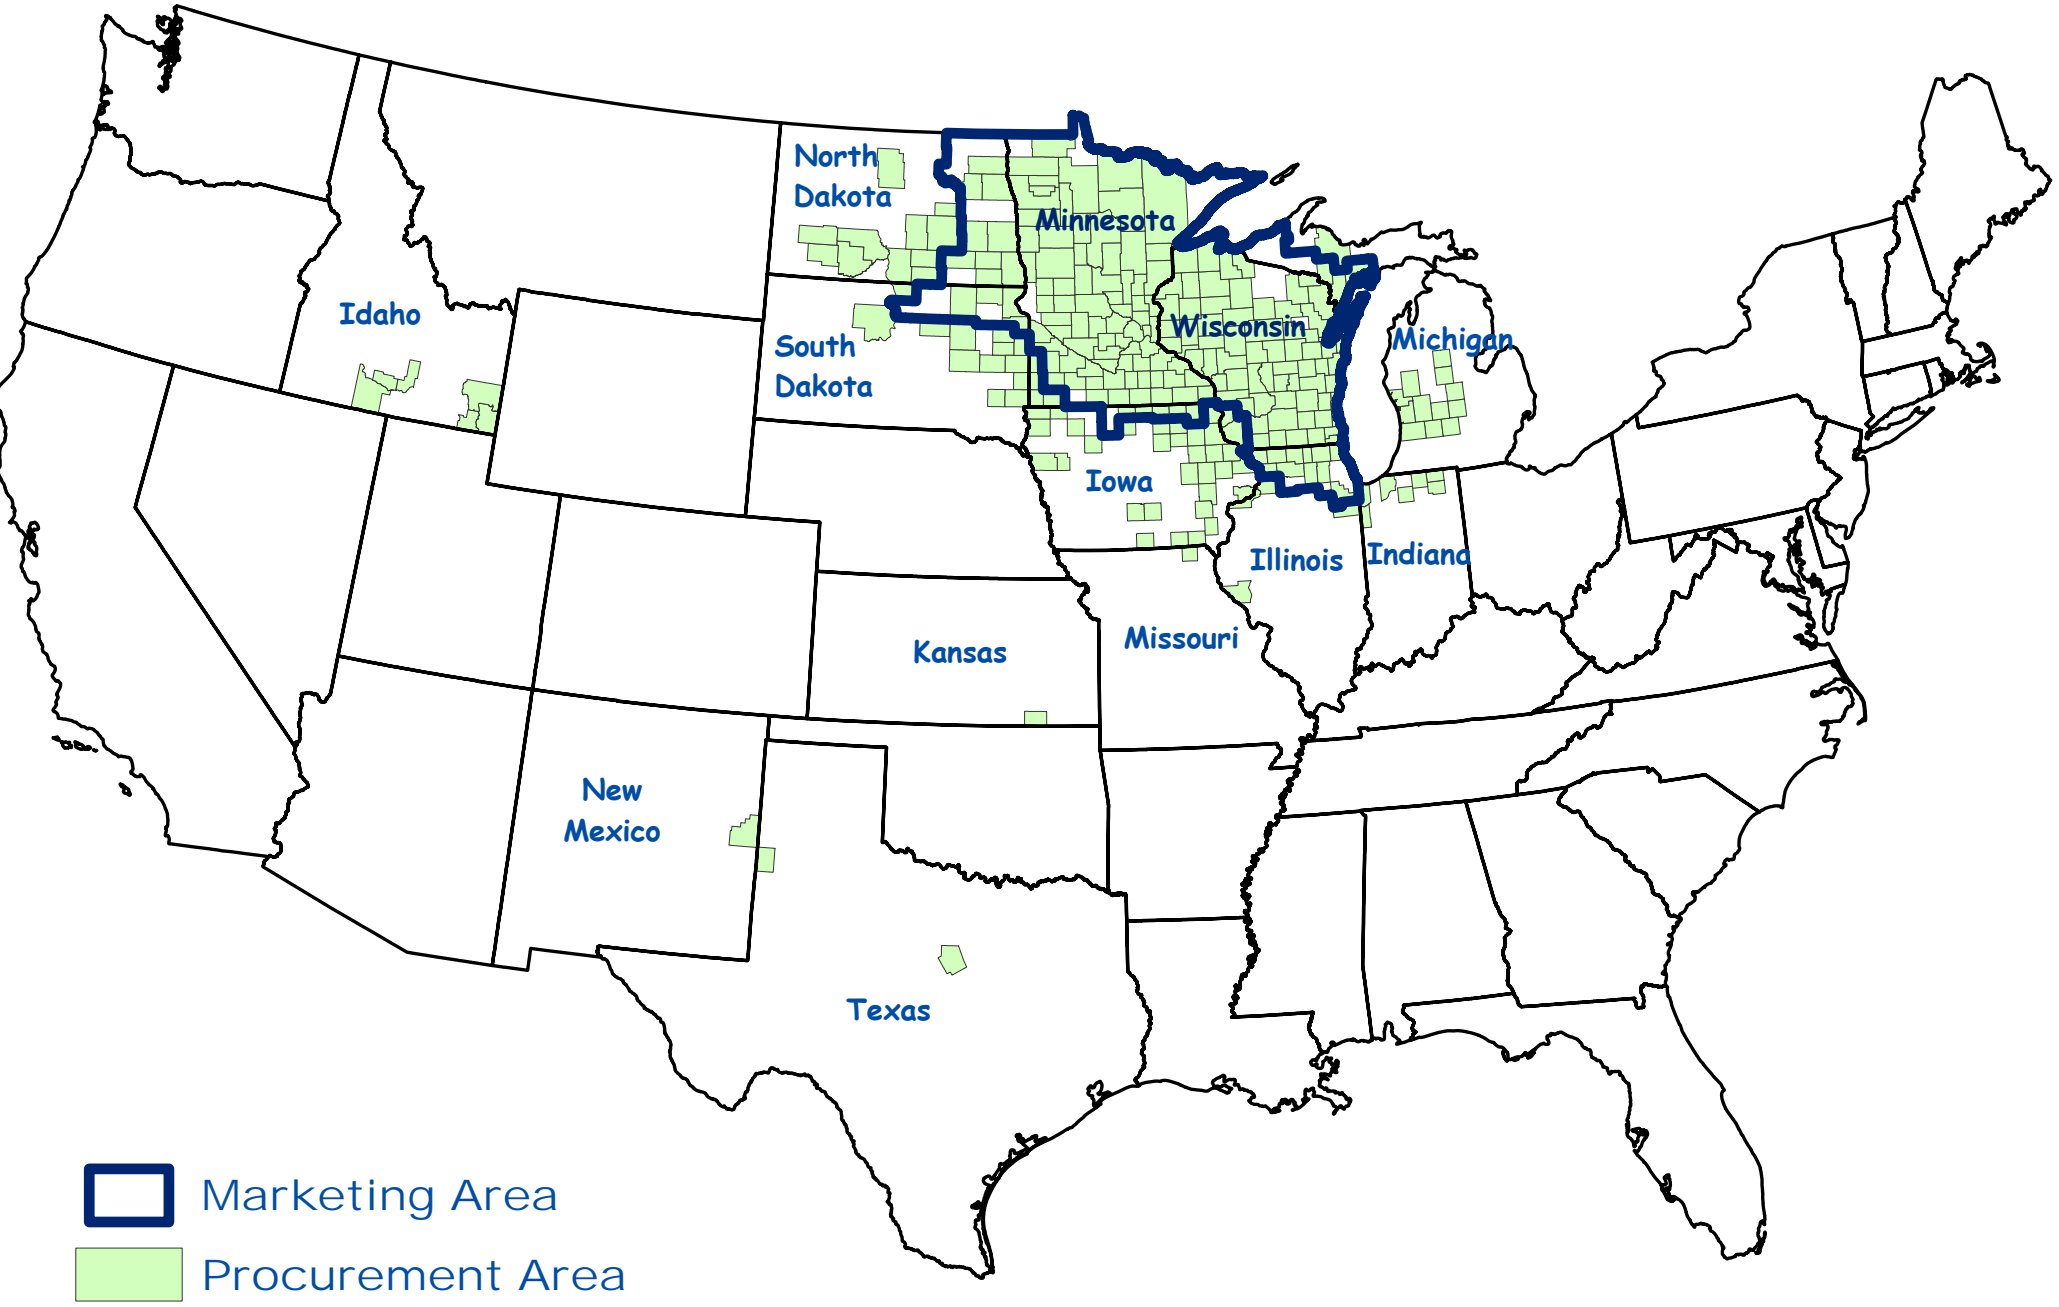 North
Dakota
Minnesota
Idaho
Wisconsin
Michigan
South
Dakota
Iowa
Illinois
Indiana
Missouri
Kansas
New
Mexico
Texas
Marketing Area
Procurement Area